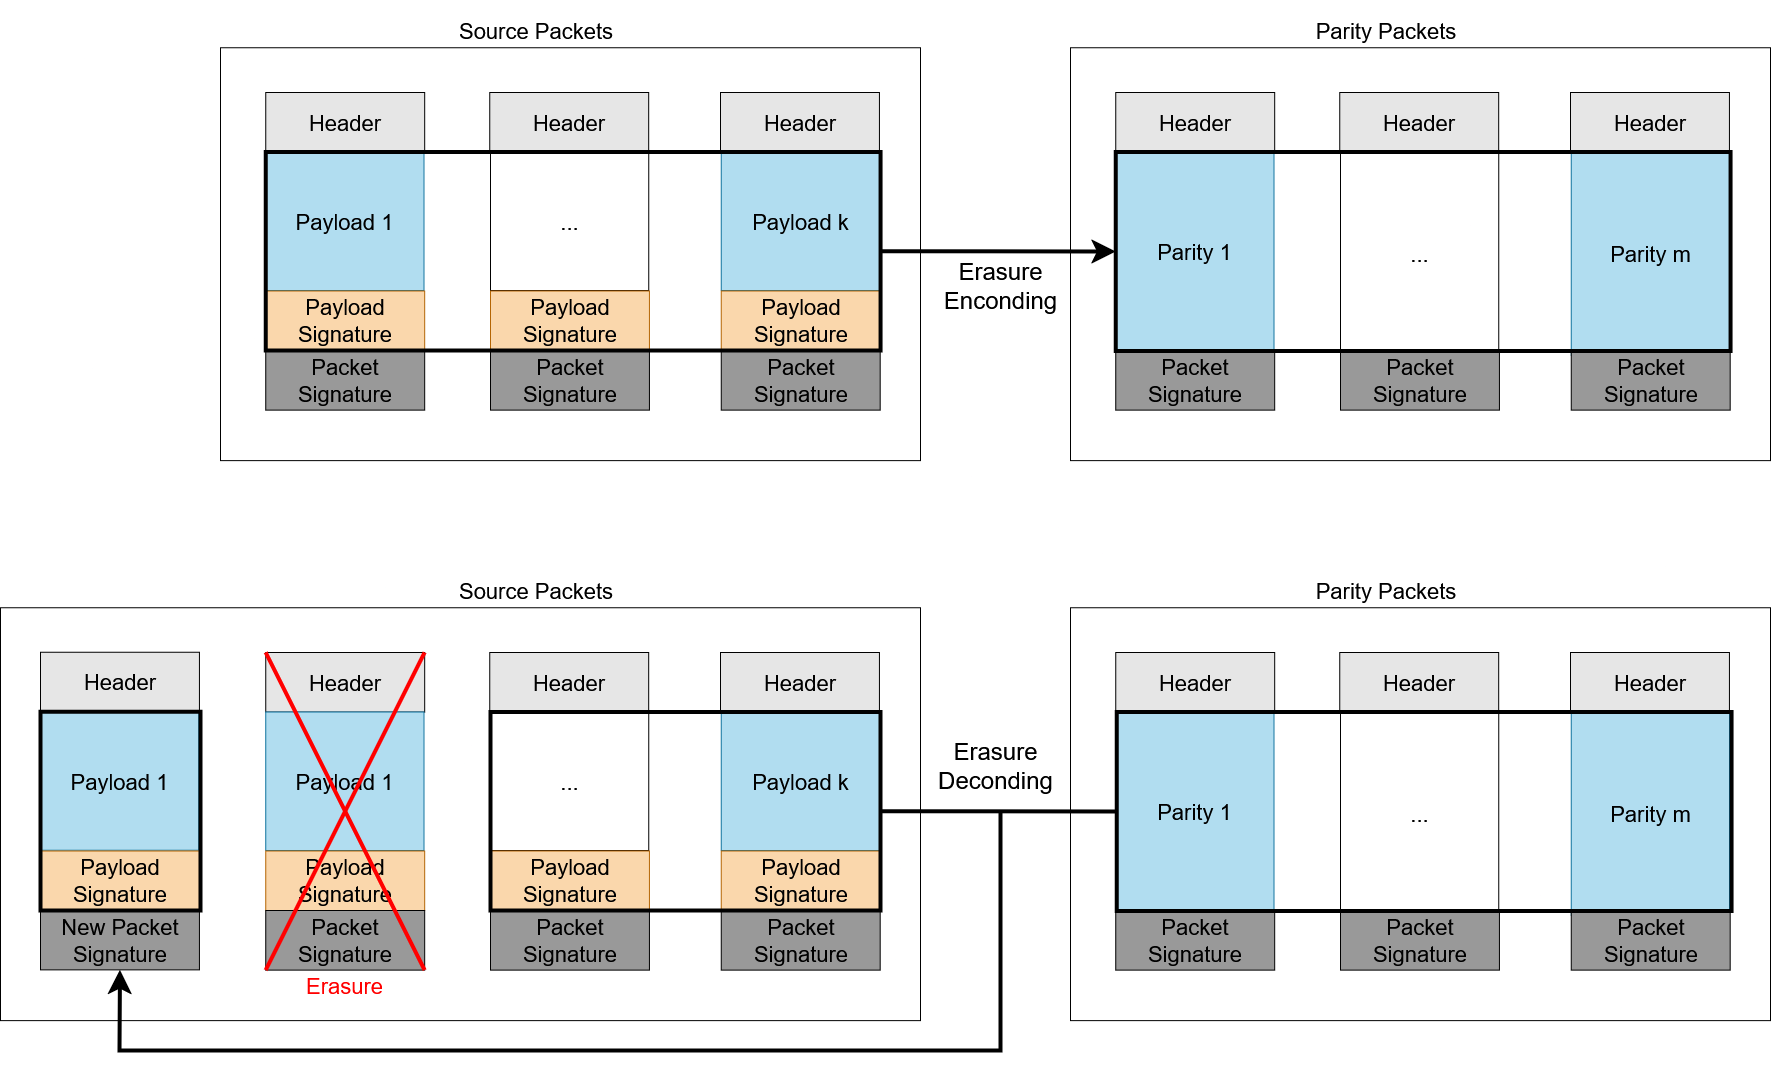 Source Packets
Parity Packets
Header
Header
Header
Header
Header
Header
Payload 1
...
Payload k
Parity 1
...
Parity m
Erasure
Enconding
Payload
Signature
Payload
Signature
Payload
Signature
Packet
Signature
Packet
Signature
Packet
Signature
Packet
Signature
Packet
Signature
Packet
Signature
Source Packets
Parity Packets
Header
Header
Header
Header
Header
Header
Header
Payload 1
Payload 1
...
Payload k
Erasure
Deconding
Parity 1
...
Parity m
Payload
Signature
Payload
Signature
Payload
Signature
Payload
Signature
New Packet
Signature
Packet
Signature
Packet
Signature
Packet
Signature
Packet
Signature
Packet
Signature
Packet
Signature
Erasure